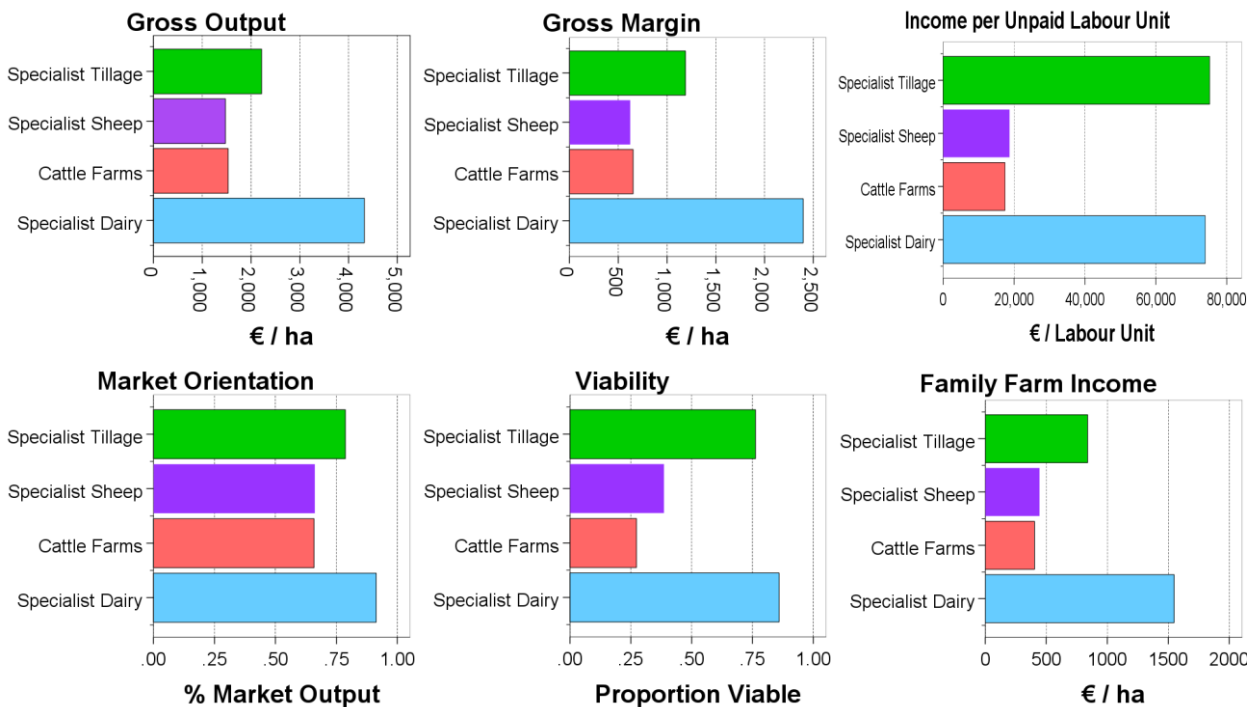 Gross Output
Specialist Tillage
Specialist Sheep
Cattle Farms
Specialist Dairy
0
1,000
2,000
3,000
4,000
5,000
€ / ha
Gross Margin
Specialist Tillage
Specialist Sheep
Cattle Farms
Specialist Dairy
0
500
1,000
1,500
2,000
2,500
€ / ha
Income per Unpaid Labour Unit
Specialist Tillage
Specialist Sheep
Cattle Farms
Specialist Dairy
0 20,000 40,000 60,000 80,000
€ / Labour Unit
Market Orientation
Specialist Tillage
Specialist Sheep
Cattle Farms
Specialist Dairy
.00 .25 .50 .75 1.00
% Market Output
Viability
Specialist Tillage
Specialist Sheep
Cattle Farms
Specialist Dairy
.00 .25 .50 .75 1.00
Proportion Viable
Family Farm Income
Specialist Tillage
Specialist Sheep
Cattle Farms
Specialist Dairy
0 500 1000 1500 2000
€ / ha